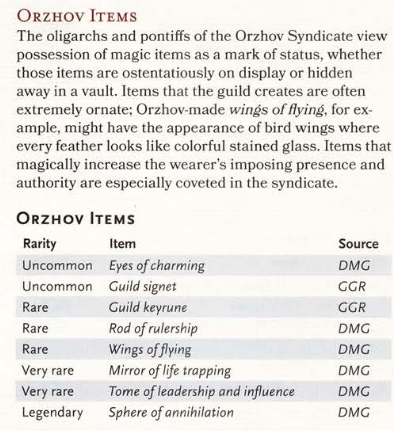 Orzhov Items
The oligarchs and pontiffs of the Orzhov Syndicate view
possession of magic items as a mark of status, whether
those items are ostentatiously on display or hidden
away in a vault. Items that the guild creates are often
extremely ornate; Orzhov-made wings of flying, for ex-
ample, might have the appearance of bird wings where
every feather looks like colorful stained glass. Items that
magically increase the wearer's imposing presence and
authority are especially coveted in the syndicate.
Orzhov Items
Rarity Item Source
Uncommon Eyes of charming DMG
Uncommon Guild signet GGR
Rare Guild keyrune GGR
Rare Rod of rulership DMG
Rare Wings of flying DMG
Very rare Mirror of life trapping DMG
Very rare Tome of leadership and influence DMG
Legendary Sphere of annihilation DMG